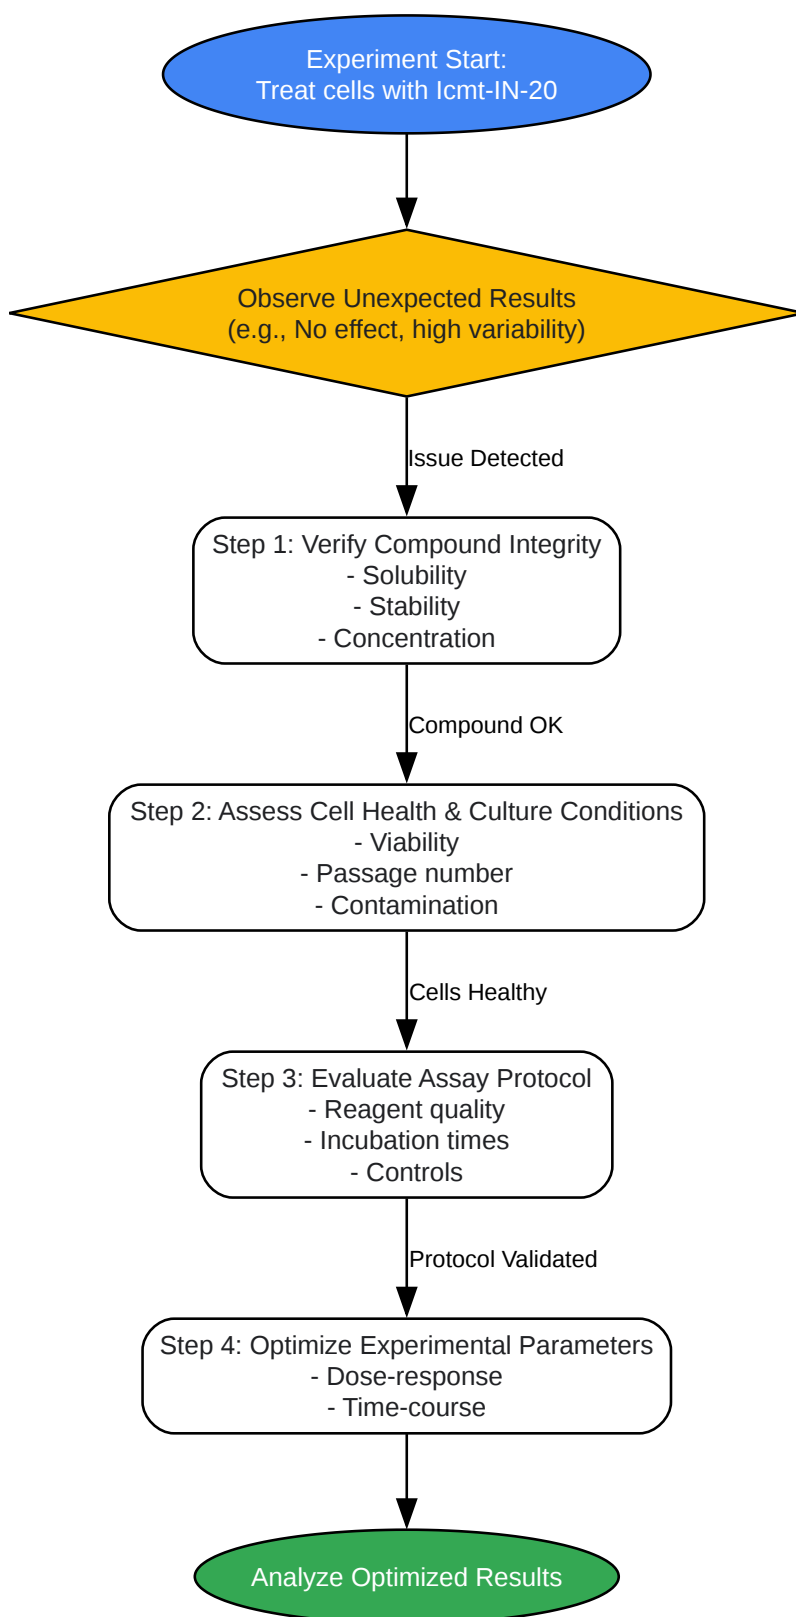 Experiment Start:
Treat cells with Icmt-IN-20
Observe Unexpected Results
(e.g., No effect, high variability)
Issue Detected
Step 1: Verify Compound Integrity
- Solubility
- Stability
- Concentration
Compound OK
Step 2: Assess Cell Health & Culture Conditions
- Viability
- Passage number
- Contamination
Cells Healthy
Step 3: Evaluate Assay Protocol
- Reagent quality
- Incubation times
- Controls
Protocol Validated
Step 4: Optimize Experimental Parameters
- Dose-response
- Time-course
Analyze Optimized Results